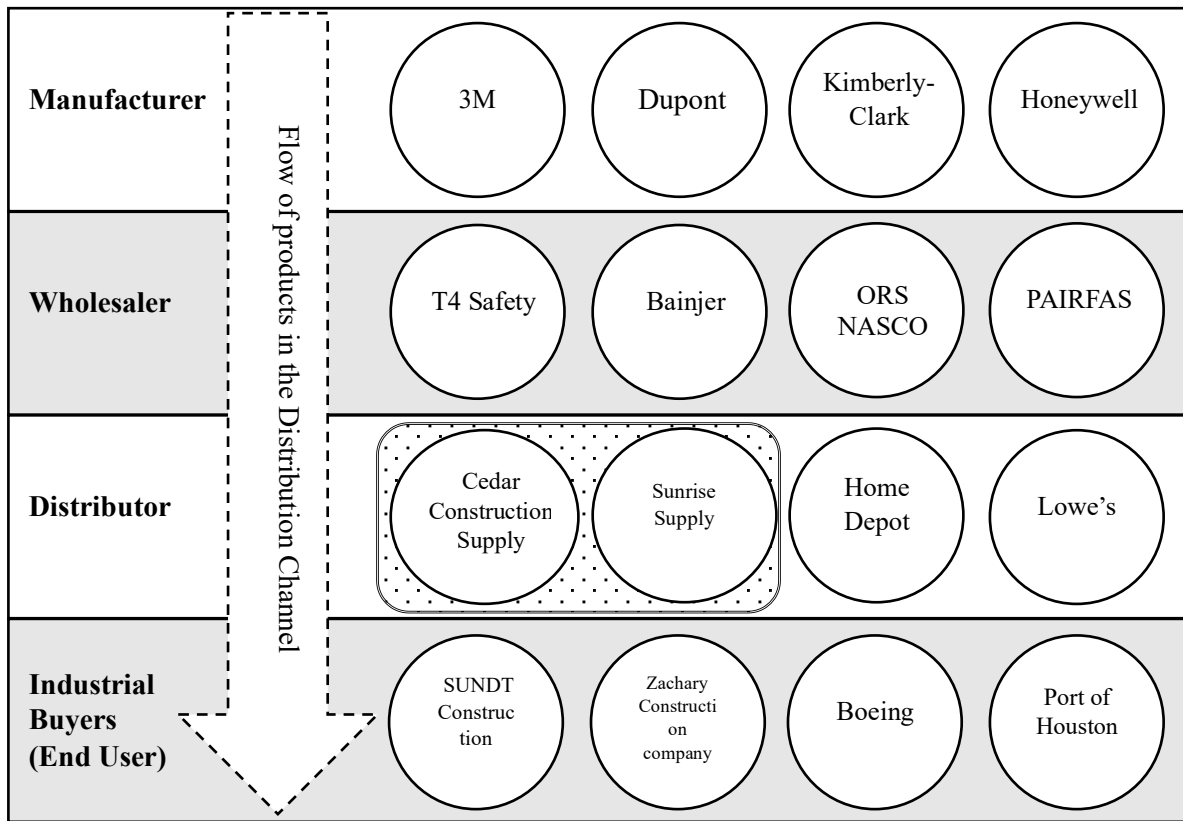 Manufacturer
Flow of products in the Distribution Channel
3M
Dupont
Kimberly-
Clark
Honeywell
Wholesaler
T4 Safety
Bainjer
ORS
NASCO
PAIRFAS
Distributor
Cedar
Construction
Supply
Sunrise
Supply
Home
Depot
Lowe’s
Industrial
Buyers
(End User)
SUNDT
Construc
tion
Zachary
Constructi
on
company
Boeing
Port of
Houston